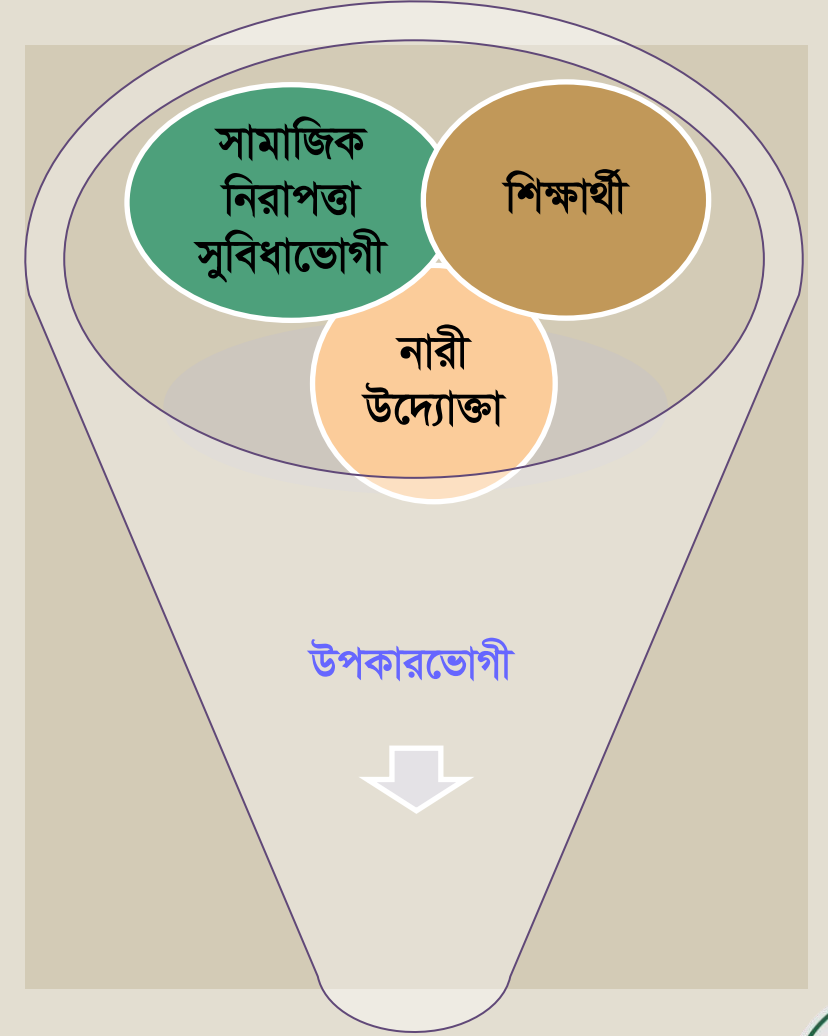 সামাজিক
নিরাপত্তা
সুবিধাভোগী
শিক্ষার্থী
নারী
উদ্যোক্তা
উপকারভোগী